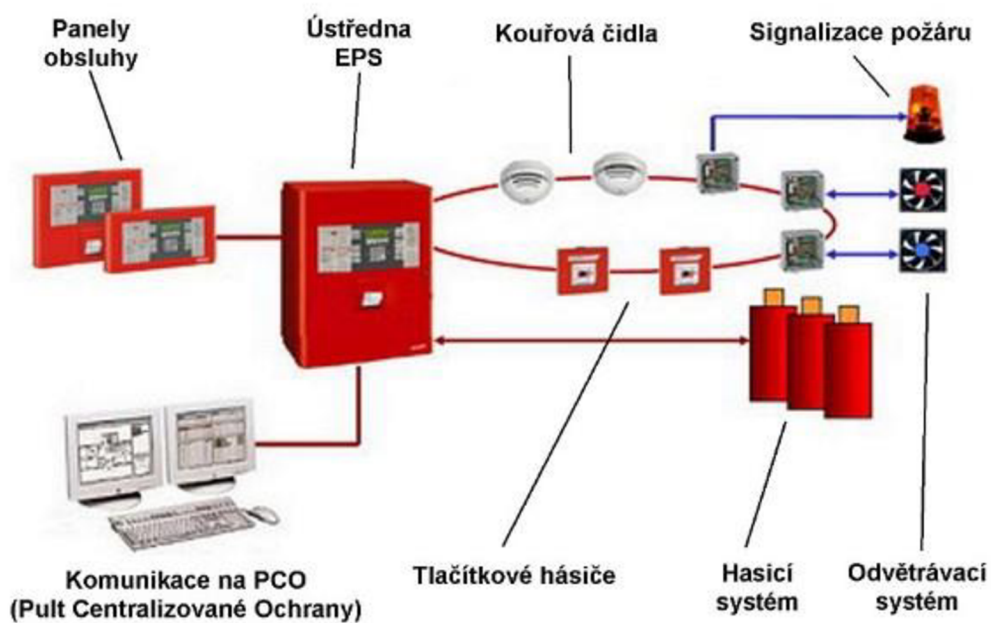 Panely
obsluhy
Ústředna
EPS
Kouřová čidla
Signalizace požáru
Komunikace na PCO
(Pult Centralizované Ochrany)
Tlačítkové hásiče
Hasicí
systém
Odvětrávací
systém